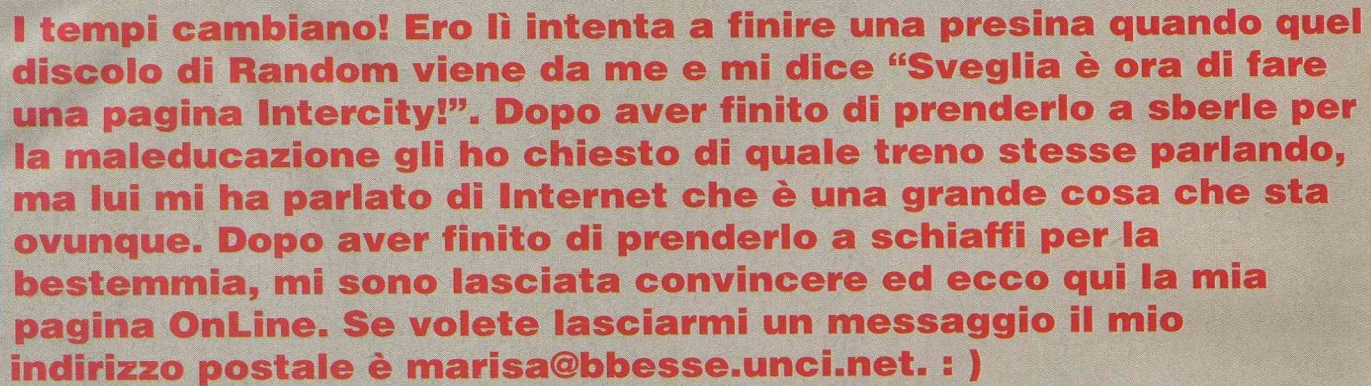 I tempi cambiano! Ero lì intenta a finire una presina quando quel
discolo di Random viene da me e mi dice “Sveglia è ora di fare
una pagina Intercity!”. Dopo aver finito di prenderlo a sberle per
la maleducazione gli ho chiesto di quale treno stesse parlando,
ma lui mi ha parlato di Internet che è una grande cosa che sta
ovunque. Dopo aver finito di prenderlo a schiaffi per la
bestemmia, mi sono lasciata convincere ed ecco qui la mia
pagina OnLine. Se volete lasciarmi un messaggio il mio
indirizzo postale è marisa@bbesse.unci.net. : )